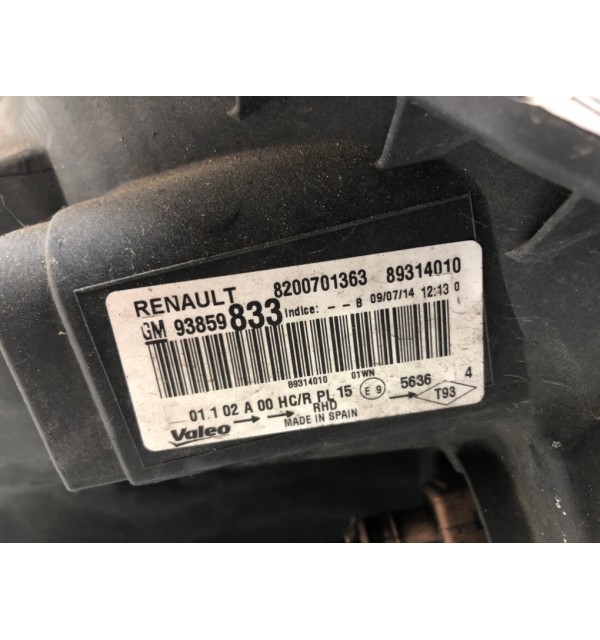 RENAULT 8200701363 89314010
GM 93859 833 Indice: - - B 09/07/14 12:13 0
89314010 01WN
01.1 02 A 00 HC/R PL 15 E 9 5636 4
Valeo RHD T93
MADE IN SPAIN